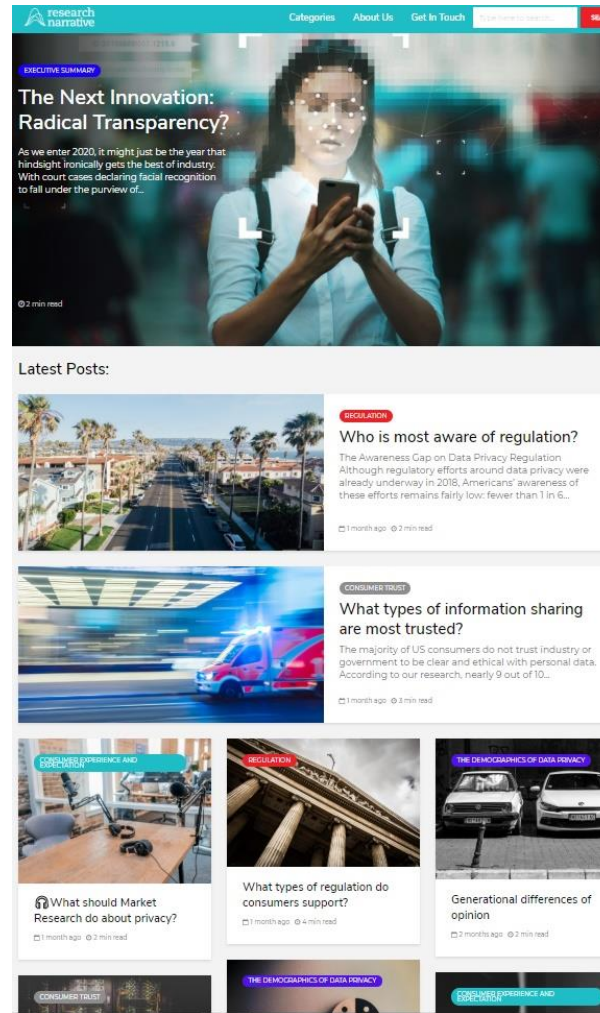 research
narrative
Categories About Us Get In Touch
Type here to search...
EXECUTIVE SUMMARY
The Next Innovation:
Radical Transparency?
As we enter 2020, it might just be the year that
hindsight ironically gets the best of industry.
With court cases declaring facial recognition
to fall under the purview of...
2 min read
Latest Posts:
REGULATION
Who is most aware of regulation?
The Awareness Gap on Data Privacy Regulation
Although regulatory efforts around data privacy were
already underway in 2018, Americans' awareness of
these efforts remains fairly low: fewer than 1 in 6...
1 month ago 2 min read
CONSUMER TRUST
What types of information sharing
are most trusted?
The majority of US consumers do not trust industry or
government to be clear and ethical with personal data.
According to our research, nearly 9 out of 10...
1 month ago 3 min read
CONSUMER EXPERIENCE AND
EXPECTATION
What should Market
Research do about privacy?
1 month ago 2 min read
REGULATION
What types of regulation do
consumers support?
1 month ago 4 min read
THE DEMOGRAPHICS OF DATA PRIVACY
Generational differences of
opinion
2 months ago 2 min read
CONSUMER TRUST
THE DEMOGRAPHICS OF DATA PRIVACY
CONSUMER EXPERIENCE AND
EXPECTATION